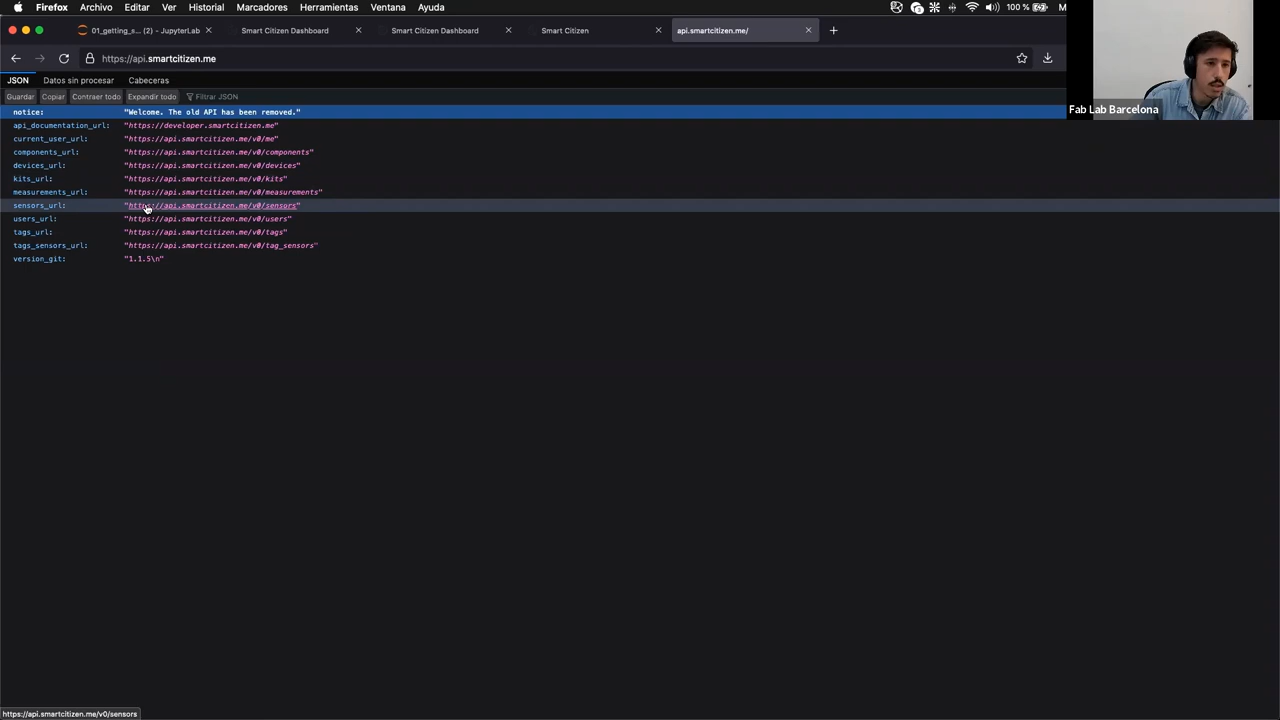 Firefox Archivo Editar Ver Historial Marcadores Herramientas Ventana Ayuda 100 % M
01_getting_s... (2) - JupyterLab Smart Citizen Dashboard Smart Citizen Dashboard Smart Citizen api.smartcitizen.me/
https://api.smartcitizen.me
JSON Datos sin procesar Cabeceras
Guardar Copiar Contraer todo Expandir todo Filtrar JSON
notice: "Welcome. The old API has been removed."
api_documentation_url: "https://developer.smartcitizen.me"
current_user_url: "https://api.smartcitizen.me/v0/me"
components_url: "https://api.smartcitizen.me/v0/components"
devices_url: "https://api.smartcitizen.me/v0/devices"
kits_url: "https://api.smartcitizen.me/v0/kits"
measurements_url: "https://api.smartcitizen.me/v0/measurements"
sensors_url: "https://api.smartcitizen.me/v0/sensors"
users_url: "https://api.smartcitizen.me/v0/users"
tags_url: "https://api.smartcitizen.me/v0/tags"
tags_sensors_url: "https://api.smartcitizen.me/v0/tag_sensors"
version_git: "1.1.5\n"
Fab Lab Barcelona
https://api.smartcitizen.me/v0/sensors